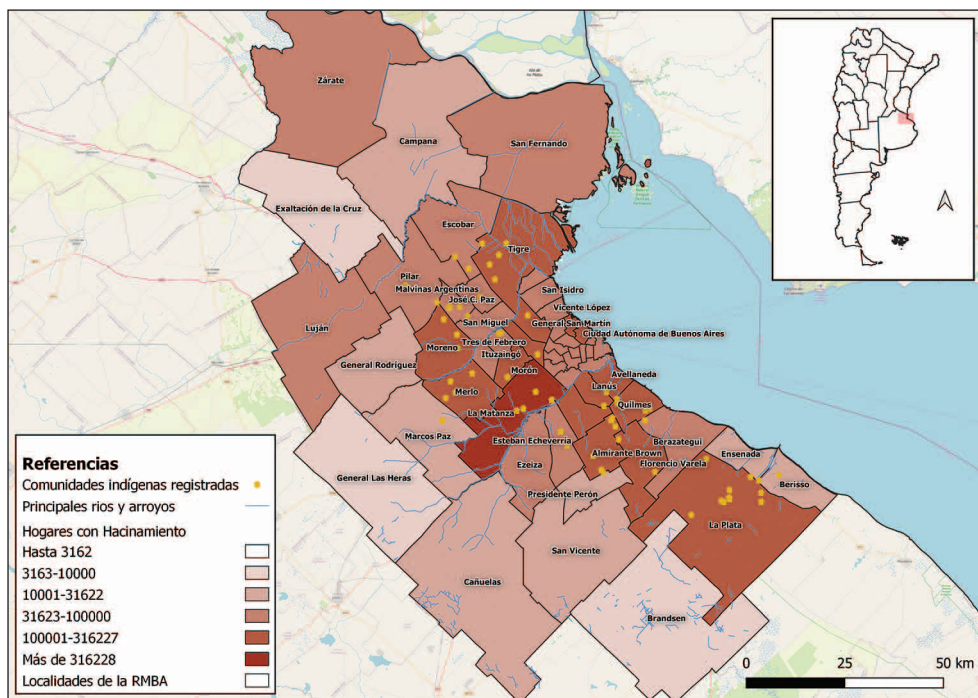 Zárate
Campana
San Fernando
Exaltación de la Cruz
Escobar
Tigre
Pilar
Malvinas Argentinas
José C. Paz
San Isidro
Vicente López
Luján
San Miguel
General San Martín
Ciudad Autónoma de Buenos Aires
Tres de Febrero
Moreno
Ituzaingó
General Rodríguez
Morón
Avellaneda
Merlo
Lanús
La Matanza
Quilmes
Marcos Paz
Esteban Echeverria
Berazategui
Almirante Brown
Ensenada
General Las Heras
Ezeiza
Florencio Varela
Berisso
Presidente Perón
La Plata
San Vicente
Cañuelas
Brandsen
Referencias
Comunidades indígenas registradas
Principales rios y arroyos
Hogares con Hacinamiento
Hasta 3162
3163-10000
10001-31622
31623-100000
100001-316227
Más de 316228
Localidades de la RMBA
0 25 50 km